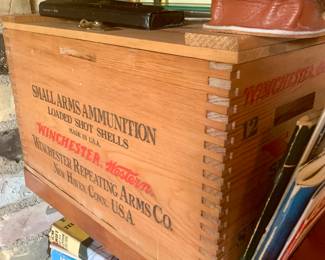 SMALL ARMS AMMUNITION
LOADED SHOT SHELLS
MADE IN U.S.A.
WINCHESTER Western
WINCHESTER REPEATING ARMS CO.
NEW HAVEN, CONN. U.S.A.
WINCHESTER
12